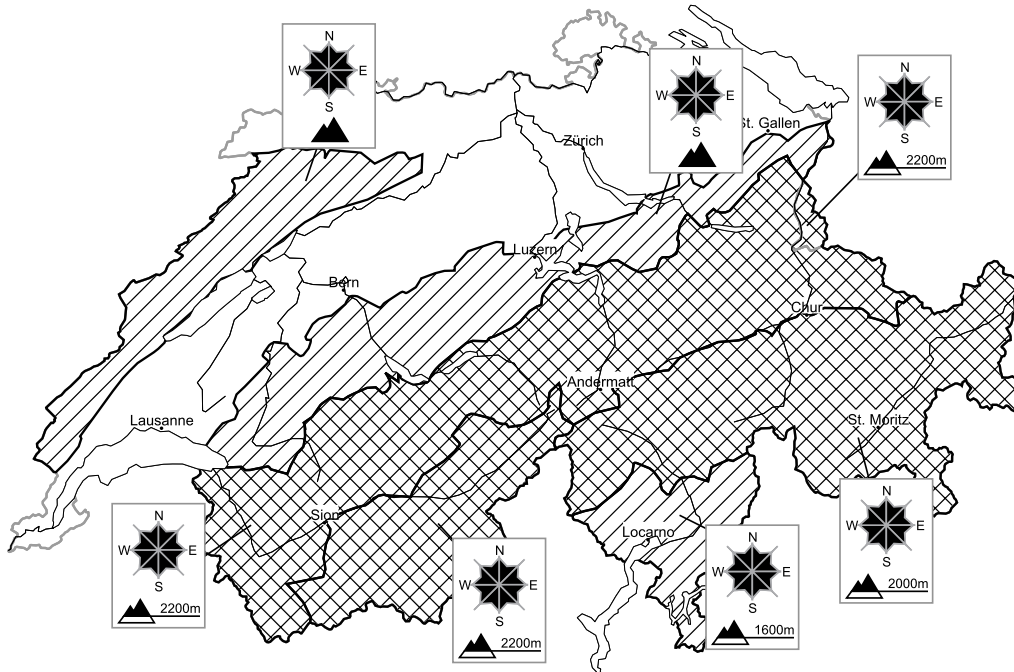 N
W E
S
N
W E
S
N
W E
S
2200m
St. Gallen
Zürich
Luzern
Bern
Chur
Andermatt
Lausanne
St. Moritz
Sion
Locarno
N
W E
S
2200m
N
W E
S
2200m
N
W E
S
1600m
N
W E
S
2000m